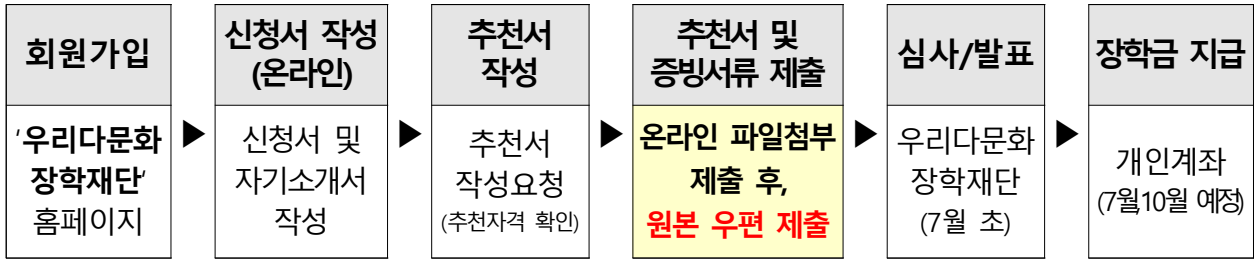 회원가입
'우리다문화
장학재단'
홈페이지
▶
신청서 작성
(온라인)
신청서 및
자기소개서
작성
▶
추천서
작성
추천서
작성요청
(추천자격 확인)
▶
추천서 및
증빙서류 제출
온라인 파일첨부
제출 후,
원본 우편 제출
▶
심사/발표
우리다문화
장학재단
(7월 초)
▶
장학금 지급
개인계좌
(7월,10월 예정)